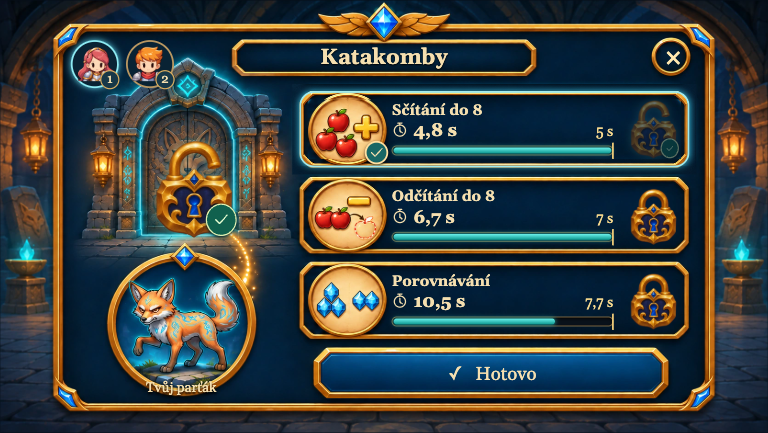 Katakomby
1
2
Sčítání do 8
4,8 s
5 s
Odčítání do 8
6,7 s
7 s
Porovnávání
10,5 s
7,7 s
Tvůj parťák
✓ Hotovo